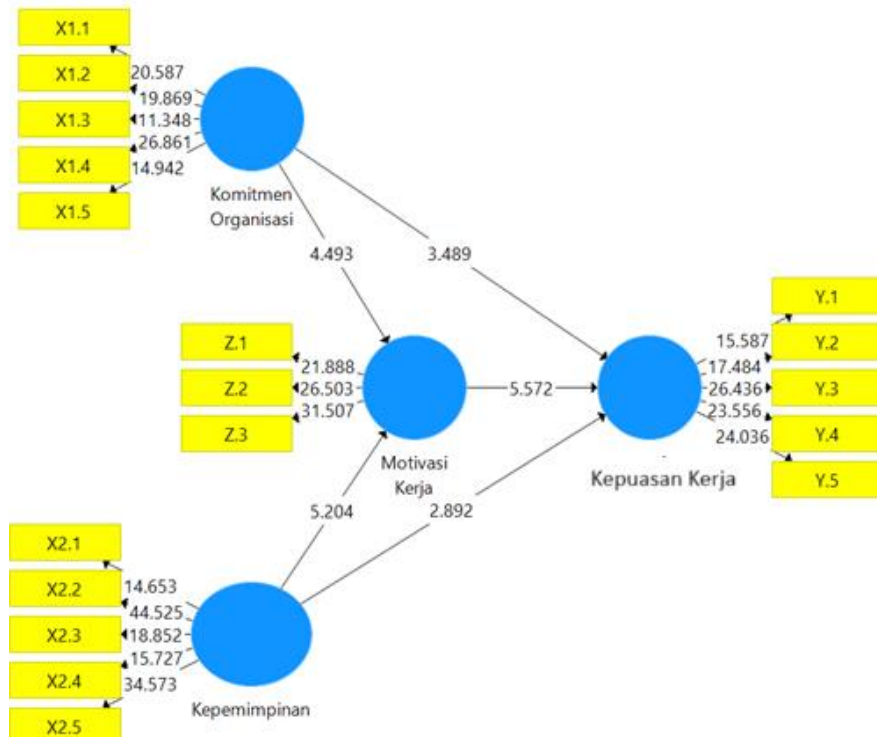 X1.1
X1.2
X1.3
X1.4
X1.5
20.587
19.869
11.348
26.861
14.942
Komitmen
Organisasi
4.493
3.489
Z.1
Z.2
Z.3
21.888
26.503
31.507
Motivasi
Kerja
5.572
Y.1
Y.2
Y.3
Y.4
Y.5
15.587
17.484
26.436
23.556
24.036
Kepuasan Kerja
5.204
2.892
X2.1
X2.2
X2.3
X2.4
X2.5
14.653
44.525
18.852
15.727
34.573
Kepemimpinan